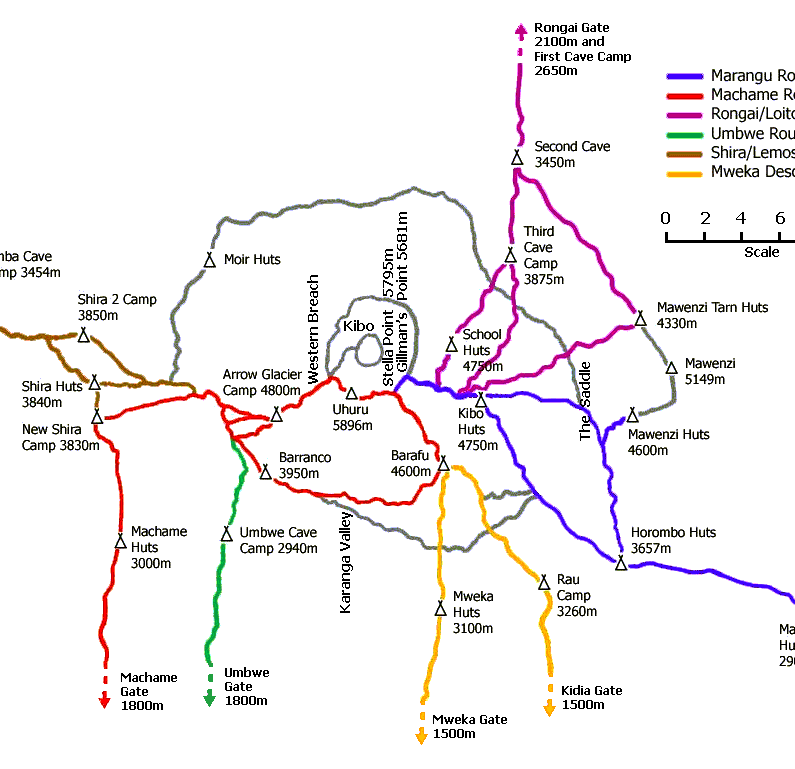 Rongai Gate
2100m and
First Cave Camp
2650m
Marangu Ro
Machame Ro
Rongai/Loito
Umbwe Rou
Shira/Lemos
Mweka Desc
0 2 4 6
Scale
Second Cave
3450m
Third
Cave
Camp
3875m
mba Cave
mp 3454m
Moir Huts
Shira 2 Camp
3850m
Western Breach
Kibo
Stella Point 5795m
Gillman's Point 5681m
School
Huts
4750m
Mawenzi Tarn Huts
4330m
Mawenzi
5149m
Arrow Glacier
Camp 4800m
Shira Huts
3840m
Uhuru
5896m
Kibo
Huts
4750m
The Saddle
New Shira
Camp 3830m
Mawenzi Huts
4600m
Barranco
3950m
Barafu
4600m
Machame
Huts
3000m
Umbwe Cave
Camp 2940m
Karanga Valley
Horombo Huts
3657m
Mweka
Huts
3100m
Rau
Camp
3260m
Ma
Hu
290
Machame
Gate
1800m
Umbwe
Gate
1800m
Kidia Gate
1500m
Mweka Gate
1500m